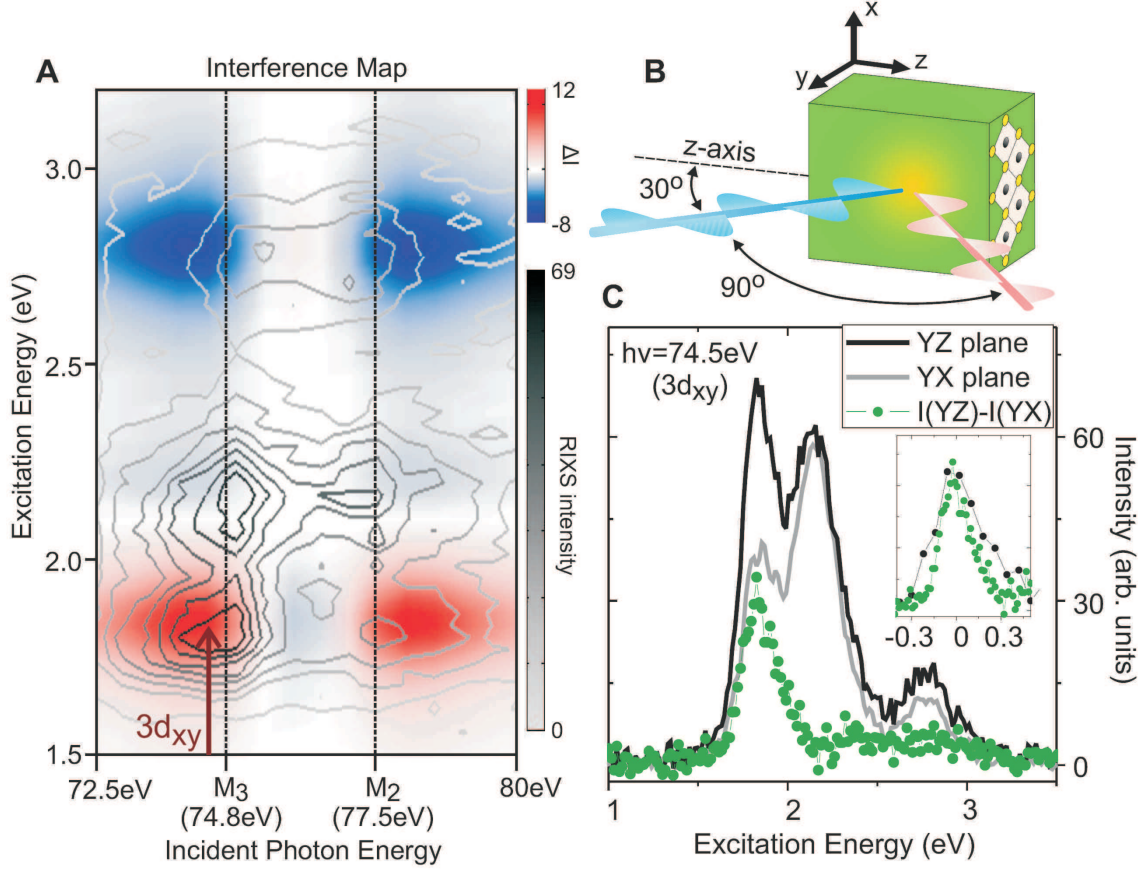 A
Interference Map
12
ΔI
-8
69
RIXS intensity
0
3.0
2.5
2.0
1.5
Excitation Energy (eV)
3dxy
72.5eV
M3
(74.8eV)
M2
(77.5eV)
80eV
Incident Photon Energy
B
x
y
z
z-axis
30o
90o
C
hν=74.5eV
(3dxy)
YZ plane
YX plane
I(YZ)-I(YX)
-0.3
0
0.3
60
30
0
Intensity (arb. units)
1
2
3
Excitation Energy (eV)